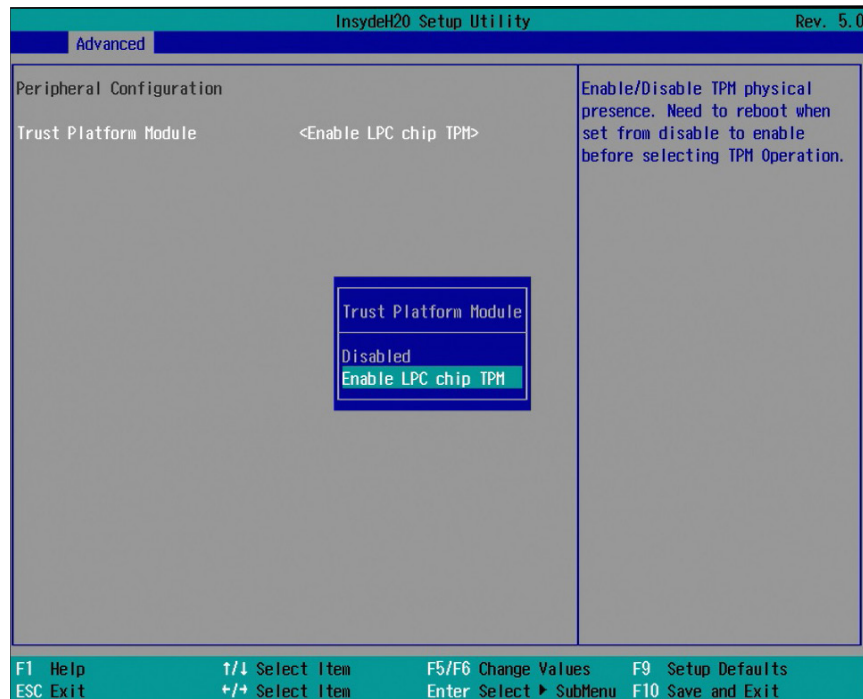 InsydeH20 Setup Utility Rev. 5.0
Advanced
Peripheral Configuration
Trust Platform Module <Enable LPC chip TPM>
Enable/Disable TPM physical
presence. Need to reboot when
set from disable to enable
before selecting TPM Operation.
Trust Platform Module
Disabled
Enable LPC chip TPM
F1 Help ↑/↓ Select Item F5/F6 Change Values F9 Setup Defaults
ESC Exit ←/→ Select Item Enter Select ▶ SubMenu F10 Save and Exit